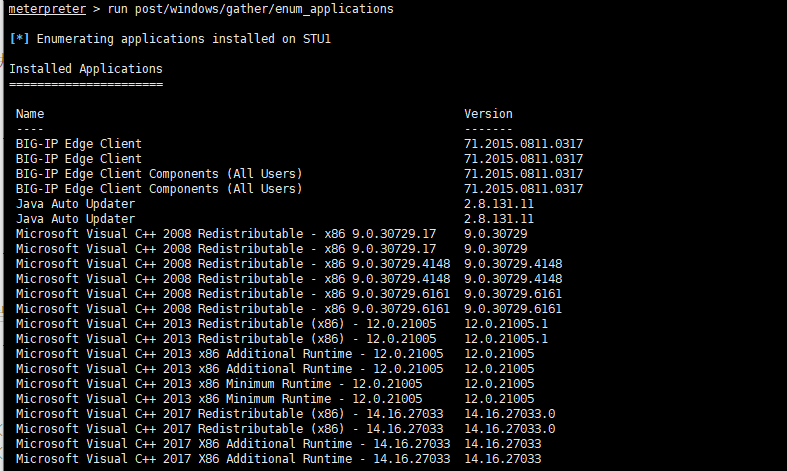 meterpreter > run post/windows/gather/enum_applications
[*] Enumerating applications installed on STU1
Installed Applications
======================
Name Version
---- -------
BIG-IP Edge Client 71.2015.0811.0317
BIG-IP Edge Client 71.2015.0811.0317
BIG-IP Edge Client Components (All Users) 71.2015.0811.0317
BIG-IP Edge Client Components (All Users) 71.2015.0811.0317
Java Auto Updater 2.8.131.11
Java Auto Updater 2.8.131.11
Microsoft Visual C++ 2008 Redistributable - x86 9.0.30729.17 9.0.30729
Microsoft Visual C++ 2008 Redistributable - x86 9.0.30729.17 9.0.30729
Microsoft Visual C++ 2008 Redistributable - x86 9.0.30729.4148 9.0.30729.4148
Microsoft Visual C++ 2008 Redistributable - x86 9.0.30729.4148 9.0.30729.4148
Microsoft Visual C++ 2008 Redistributable - x86 9.0.30729.6161 9.0.30729.6161
Microsoft Visual C++ 2008 Redistributable - x86 9.0.30729.6161 9.0.30729.6161
Microsoft Visual C++ 2013 Redistributable (x86) - 12.0.21005 12.0.21005.1
Microsoft Visual C++ 2013 Redistributable (x86) - 12.0.21005 12.0.21005.1
Microsoft Visual C++ 2013 x86 Additional Runtime - 12.0.21005 12.0.21005
Microsoft Visual C++ 2013 x86 Additional Runtime - 12.0.21005 12.0.21005
Microsoft Visual C++ 2013 x86 Minimum Runtime - 12.0.21005 12.0.21005
Microsoft Visual C++ 2013 x86 Minimum Runtime - 12.0.21005 12.0.21005
Microsoft Visual C++ 2017 Redistributable (x86) - 14.16.27033 14.16.27033.0
Microsoft Visual C++ 2017 Redistributable (x86) - 14.16.27033 14.16.27033.0
Microsoft Visual C++ 2017 X86 Additional Runtime - 14.16.27033 14.16.27033
Microsoft Visual C++ 2017 X86 Additional Runtime - 14.16.27033 14.16.27033